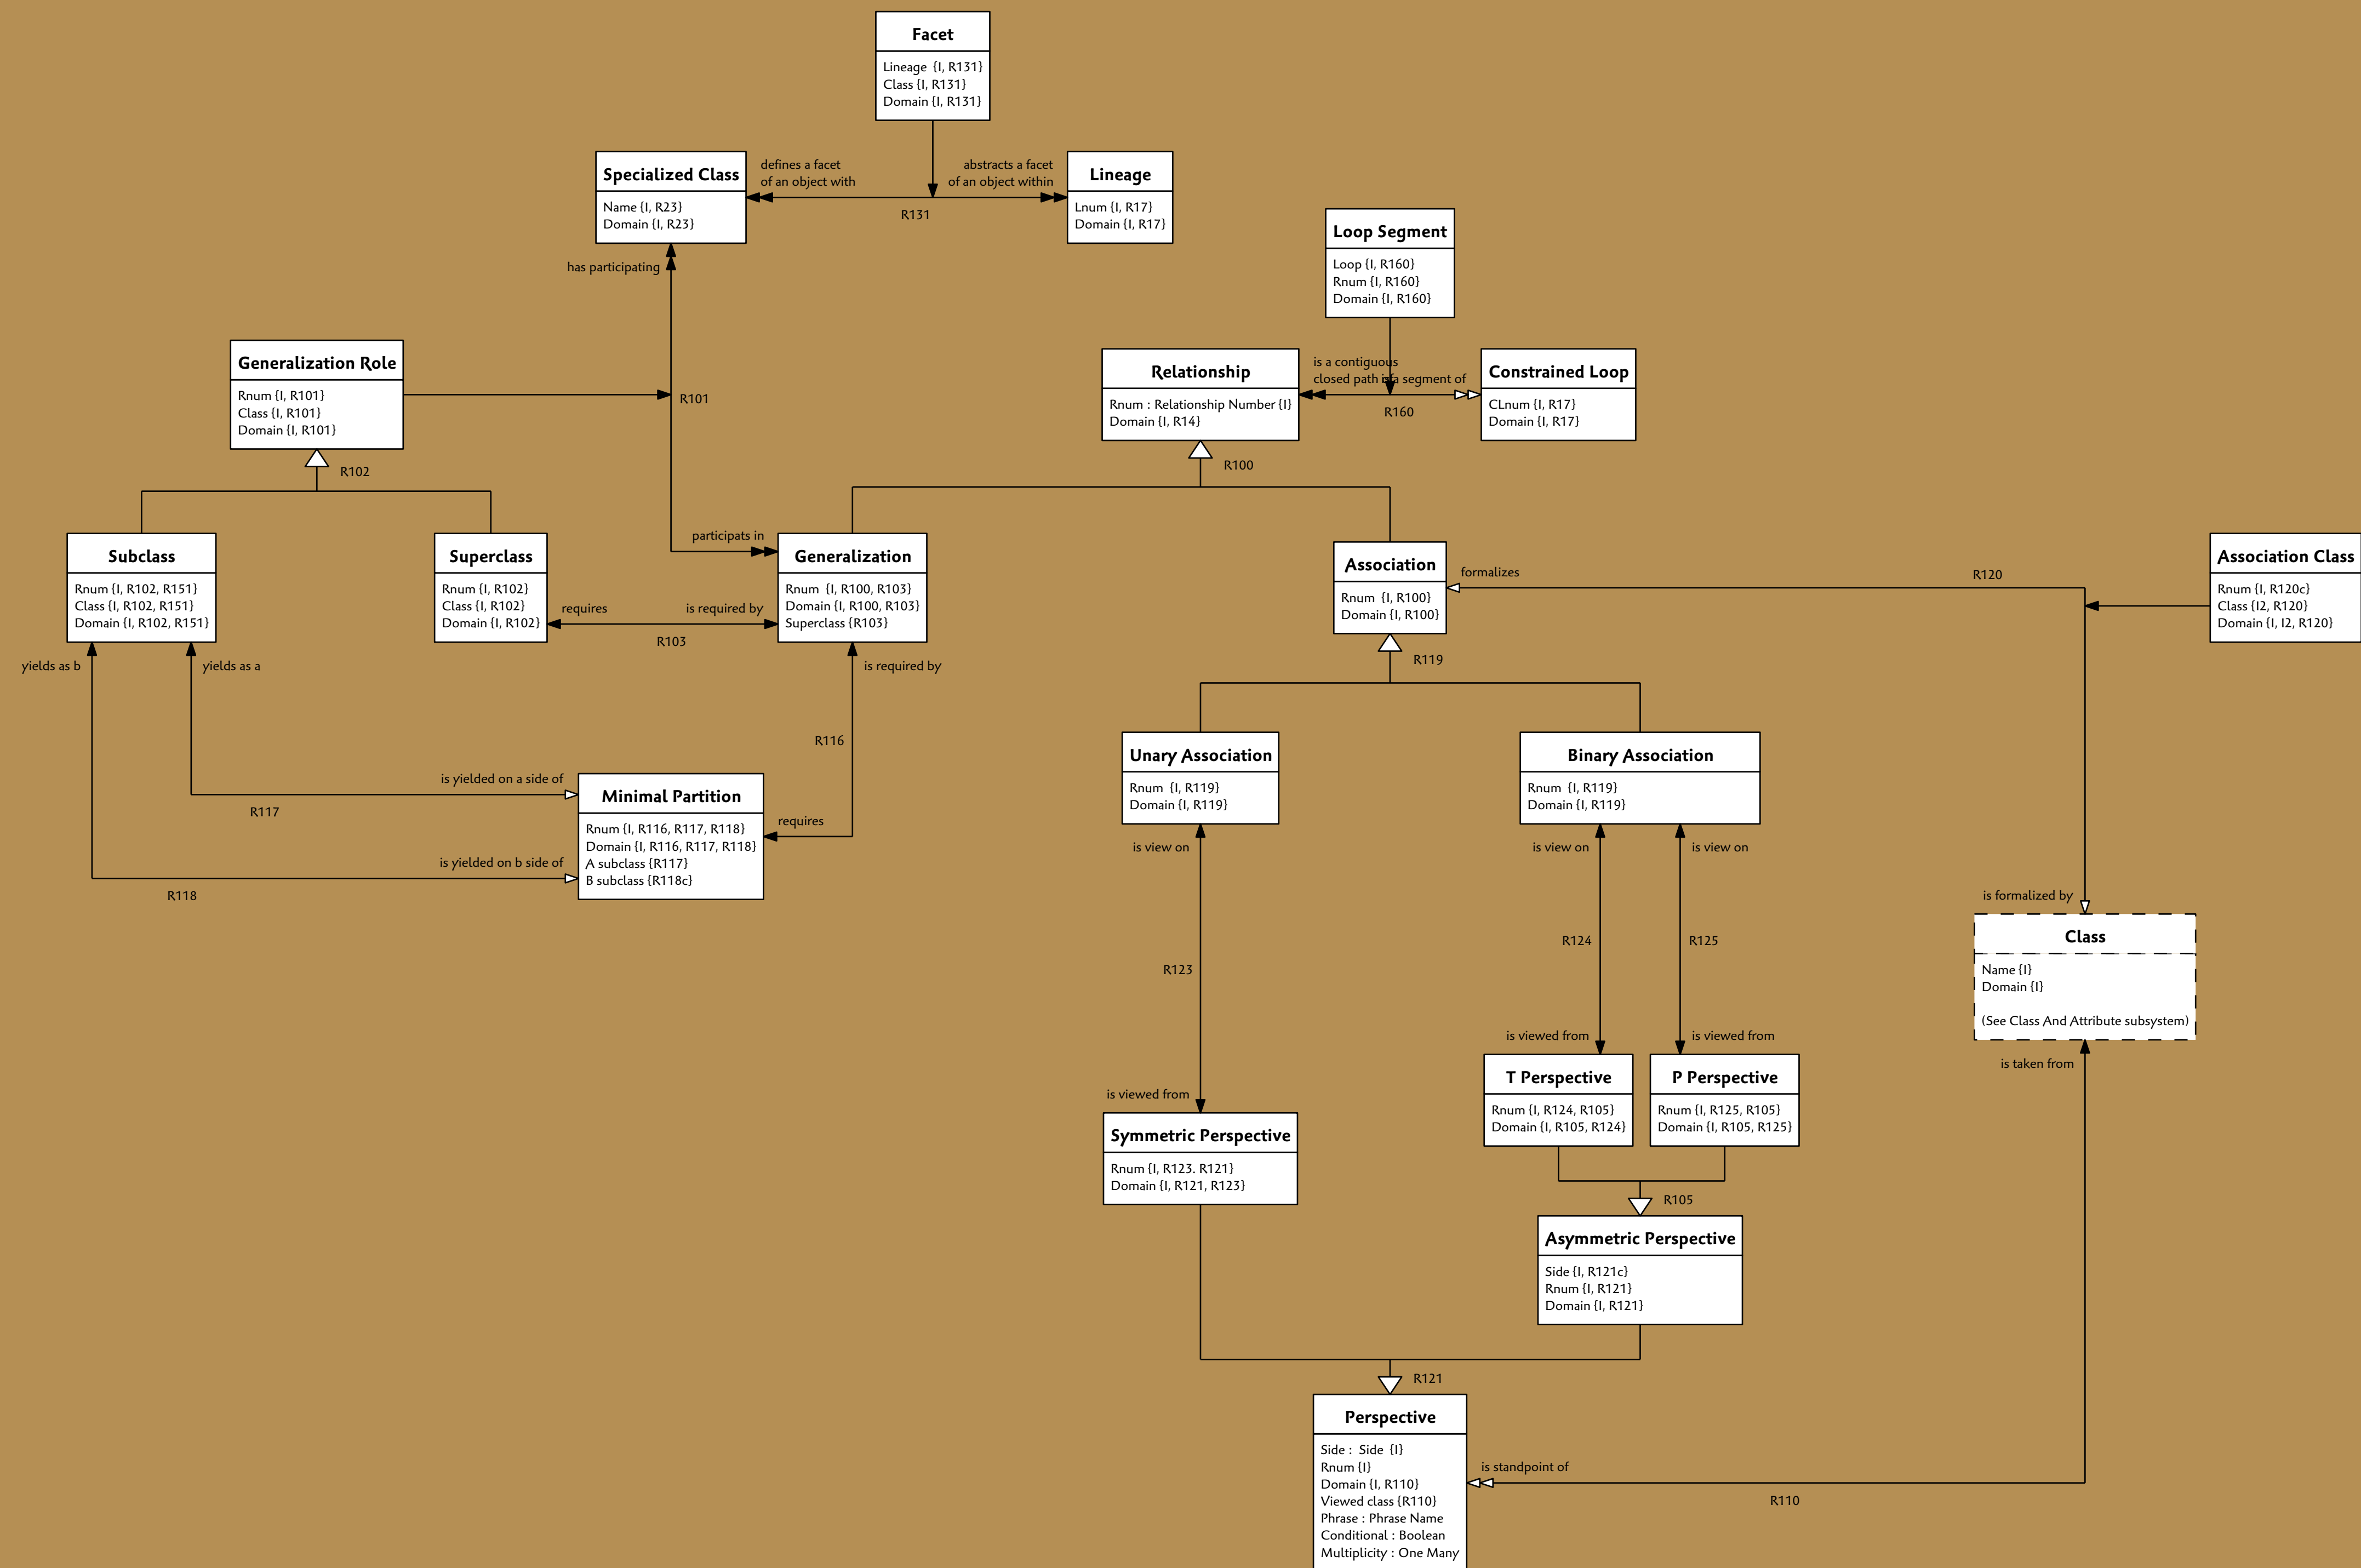 Facet
Lineage  {I, R131}
Class {I, R131}
Domain {I, R131}
Specialized Class
Name {I, R23}
Domain {I, R23}
defines a facet
of an object with
abstracts a facet
of an object within
R131
Lineage
Lnum {I, R17}
Domain {I, R17}
has participating
Loop Segment
Loop {I, R160}
Rnum {I, R160}
Domain {I, R160}
Generalization Role
Rnum {I, R101}
Class {I, R101}
Domain {I, R101}
R101
Relationship
Rnum : Relationship Number {I}
Domain {I, R14}
is a contiguous
closed path of
is a segment of
R160
Constrained Loop
CLnum {I, R17}
Domain {I, R17}
R102
R100
Subclass
Rnum {I, R102, R151}
Class {I, R102, R151}
Domain {I, R102, R151}
Superclass
Rnum {I, R102}
Class {I, R102}
Domain {I, R102}
participats in
requires
is required by
R103
Generalization
Rnum  {I, R100, R103}
Domain {I, R100, R103}
Superclass {R103}
Association
Rnum  {I, R100}
Domain {I, R100}
formalizes
R120
Association Class
Rnum {I, R120c}
Class {I2, R120}
Domain {I, I2, R120}
yields as b
yields as a
is required by
R119
R116
is yielded on a side of
R117
is yielded on b side of
R118
Minimal Partition
Rnum {I, R116, R117, R118}
Domain {I, R116, R117, R118}
A subclass {R117}
B subclass {R118c}
requires
Unary Association
Rnum  {I, R119}
Domain {I, R119}
Binary Association
Rnum  {I, R119}
Domain {I, R119}
is view on
is view on
is view on
R123
R124
R125
is formalized by
Class
Name {I}
Domain {I}
(See Class And Attribute subsystem)
is taken from
is viewed from
is viewed from
is viewed from
T Perspective
Rnum {I, R124, R105}
Domain {I, R105, R124}
P Perspective
Rnum {I, R125, R105}
Domain {I, R105, R125}
Symmetric Perspective
Rnum {I, R123. R121}
Domain {I, R121, R123}
R105
Asymmetric Perspective
Side {I, R121c}
Rnum {I, R121}
Domain {I, R121}
R121
Perspective
Side :  Side  {I}
Rnum {I}
Domain {I, R110}
Viewed class {R110}
Phrase : Phrase Name
Conditional : Boolean
Multiplicity : One Many
is standpoint of
R110